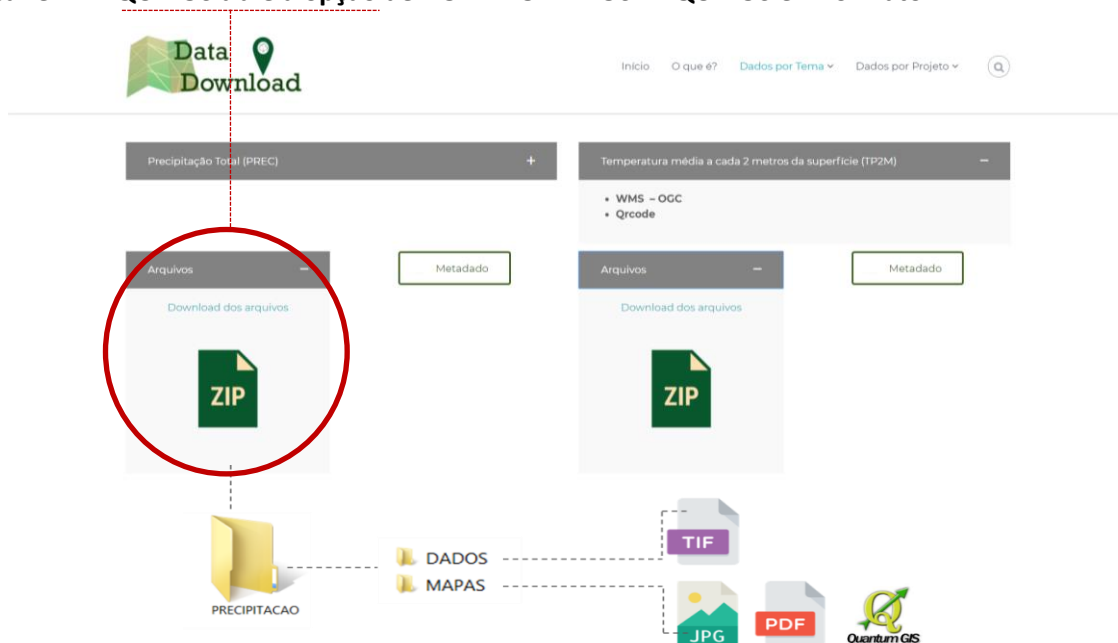 Data
Download
Início O que é? Dados por Tema Dados por Projeto
Precipitação Total (PREC) +
Temperatura média a cada 2 metros da superfície (TP2M) –
• WMS – OGC
• Qrcode
Arquivos –
Metadado
Arquivos –
Metadado
Download dos arquivos
Download dos arquivos
ZIP
ZIP
TIF
DADOS
MAPAS
PRECIPITACAO
JPG
PDF
Quantum GIS